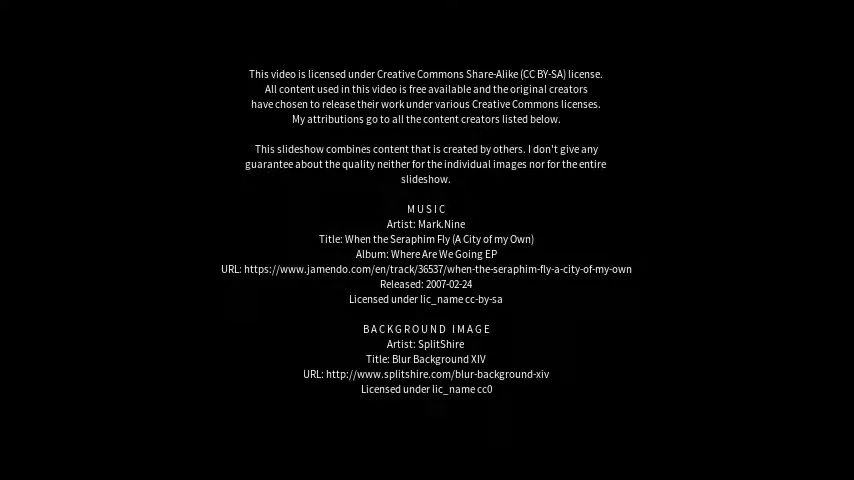 This video is licensed under Creative Commons Share-Alike (CC BY-SA) license.
All content used in this video is free available and the original creators
have chosen to release their work under various Creative Commons licenses.
My attributions go to all the content creators listed below.
This slideshow combines content that is created by others. I don't give any
guarantee about the quality neither for the individual images nor for the entire
slideshow.
MUSIC
Artist: Mark.Nine
Title: When the Seraphim Fly (A City of my Own)
Album: Where Are We Going EP
URL: https://www.jamendo.com/en/track/36537/when-the-seraphim-fly-a-city-of-my-own
Released: 2007-02-24
Licensed under lic_name cc-by-sa
BACKGROUND IMAGE
Artist: SplitShire
Title: Blur Background XIV
URL: http://www.splitshire.com/blur-background-xiv
Licensed under lic_name cc0